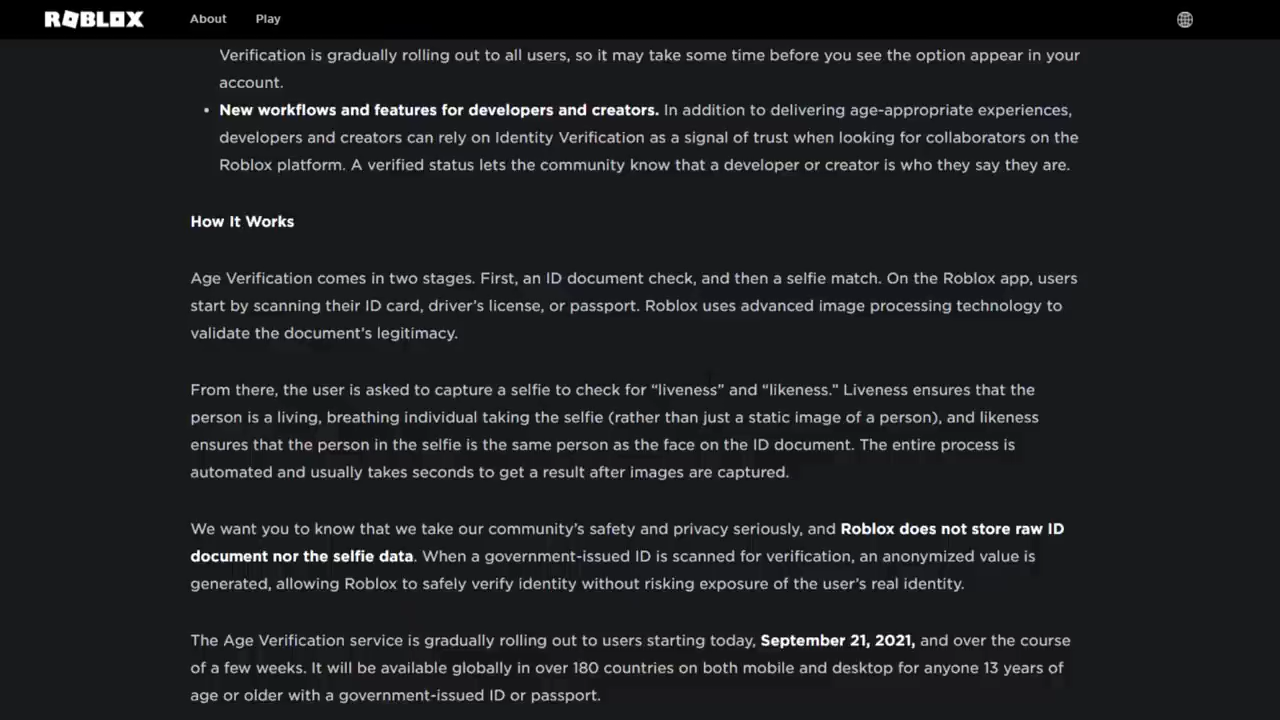 ROBLOX About Play
Verification is gradually rolling out to all users, so it may take some time before you see the option appear in your
account.
• New workflows and features for developers and creators. In addition to delivering age-appropriate experiences,
developers and creators can rely on Identity Verification as a signal of trust when looking for collaborators on the
Roblox platform. A verified status lets the community know that a developer or creator is who they say they are.
How It Works
Age Verification comes in two stages. First, an ID document check, and then a selfie match. On the Roblox app, users
start by scanning their ID card, driver’s license, or passport. Roblox uses advanced image processing technology to
validate the document’s legitimacy.
From there, the user is asked to capture a selfie to check for “liveness” and “likeness.” Liveness ensures that the
person is a living, breathing individual taking the selfie (rather than just a static image of a person), and likeness
ensures that the person in the selfie is the same person as the face on the ID document. The entire process is
automated and usually takes seconds to get a result after images are captured.
We want you to know that we take our community’s safety and privacy seriously, and Roblox does not store raw ID
document nor the selfie data. When a government-issued ID is scanned for verification, an anonymized value is
generated, allowing Roblox to safely verify identity without risking exposure of the user’s real identity.
The Age Verification service is gradually rolling out to users starting today, September 21, 2021, and over the course
of a few weeks. It will be available globally in over 180 countries on both mobile and desktop for anyone 13 years of
age or older with a government-issued ID or passport.